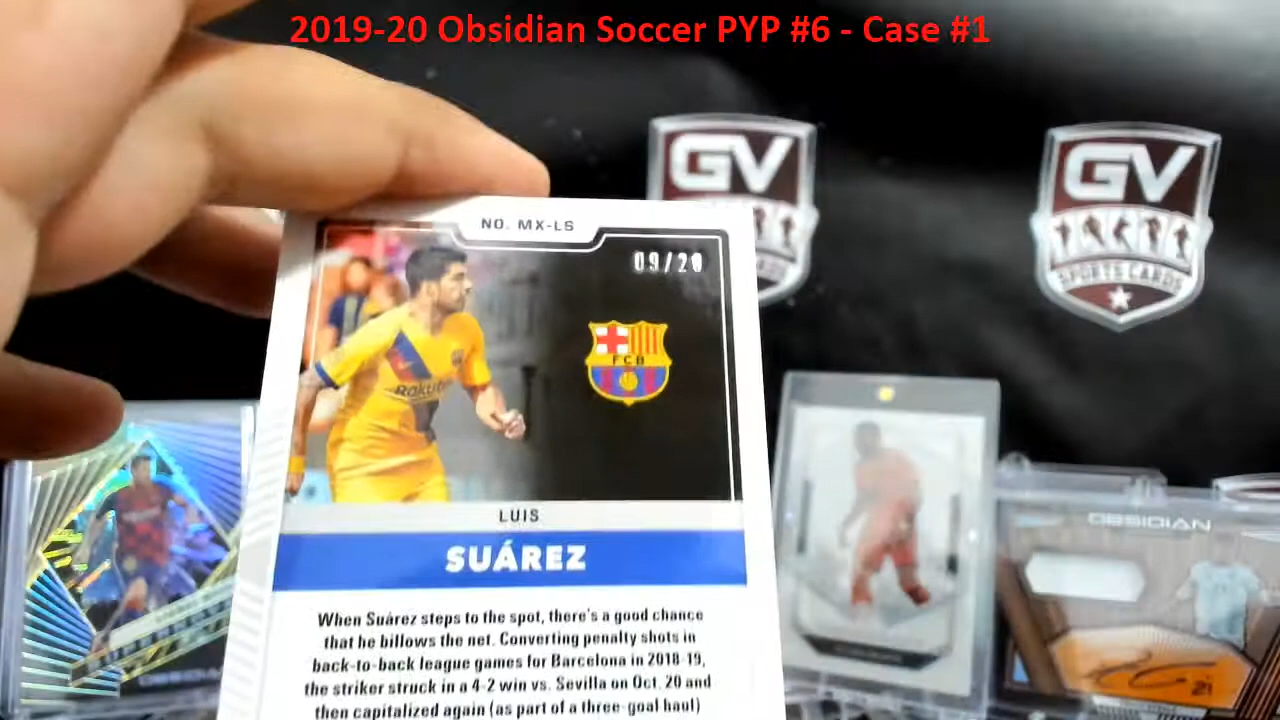 2019-20 Obsidian Soccer PYP #6 - Case #1
GV
SPORTS CARDS
GV
SPORTS CARDS
NO. MX-LS
09/20
FCB
Rakut
LUIS
SUÁREZ
When Suárez steps to the spot, there's a good chance
that he billows the net. Converting penalty shots in
back-to-back league games for Barcelona in 2018-19,
the striker struck in a 4-2 win vs. Sevilla on Oct. 20 and
then capitalized again (as part of a three-goal haul)
OBSIDIAN
21